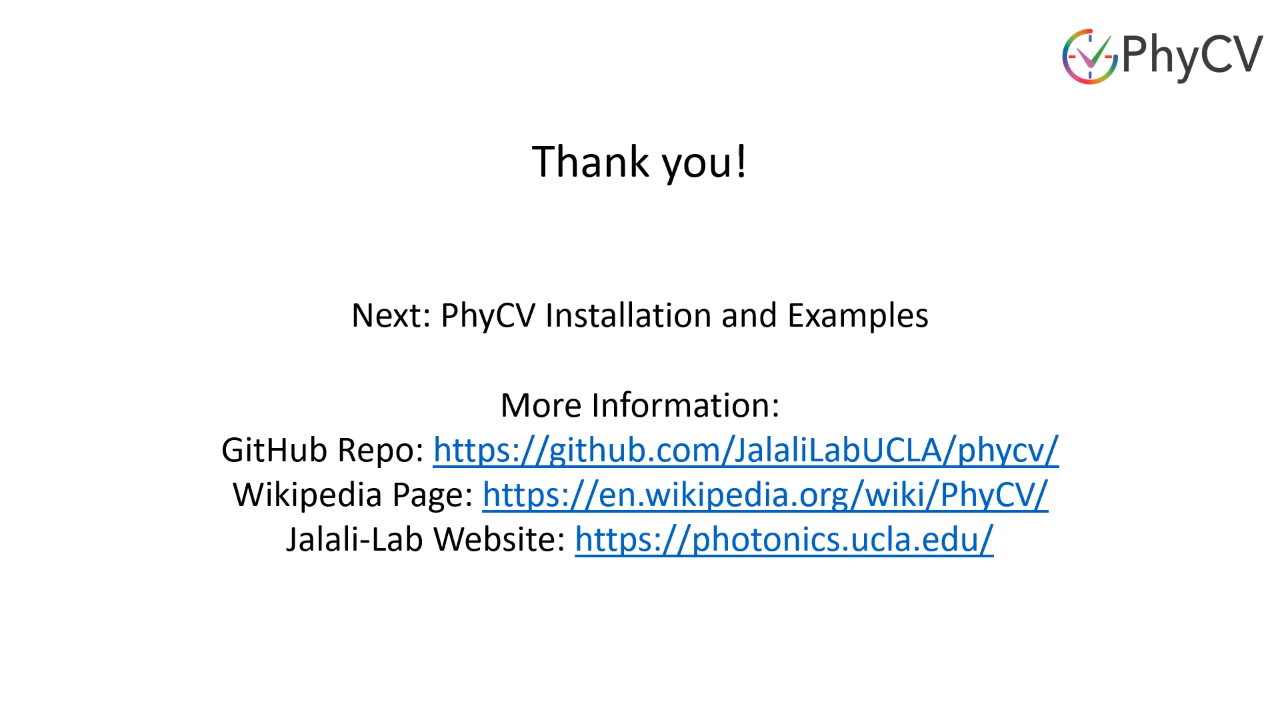 PhyCV
Thank you!
Next: PhyCV Installation and Examples
More Information:
GitHub Repo: https://github.com/JalaliLabUCLA/phycv/
Wikipedia Page: https://en.wikipedia.org/wiki/PhyCV/
Jalali-Lab Website: https://photonics.ucla.edu/